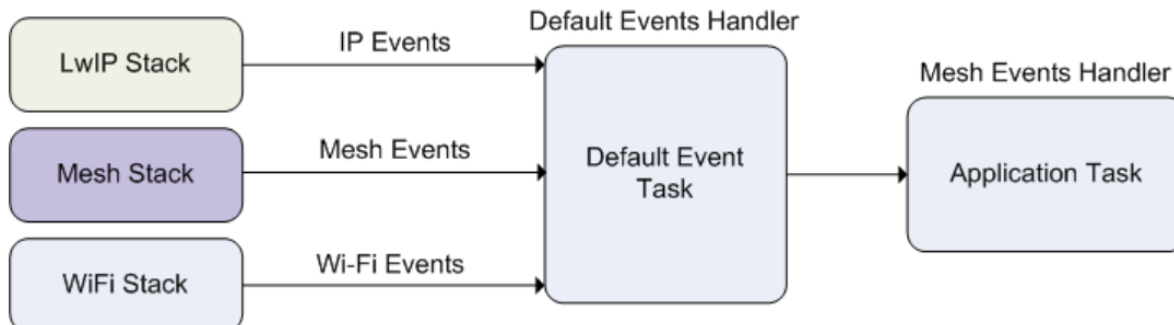 Default Events Handler
LwIP Stack
IP Events
Mesh Events Handler
Mesh Stack
Mesh Events
Default Event
Task
Application Task
WiFi Stack
Wi-Fi Events